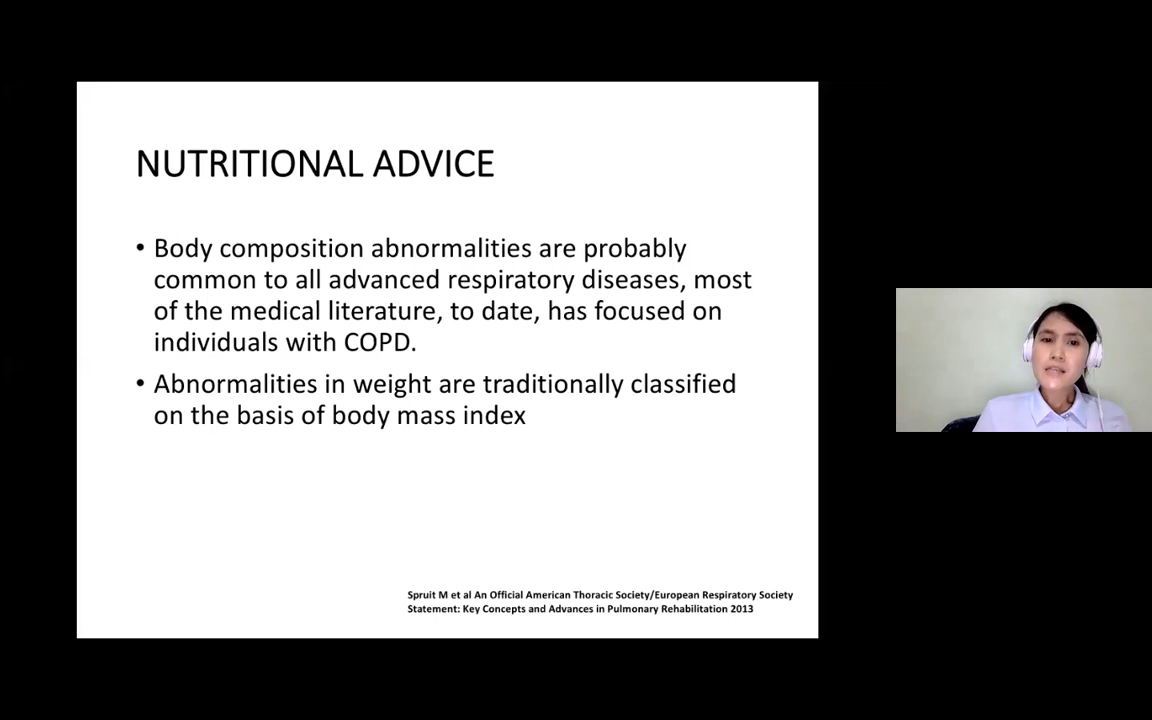 NUTRITIONAL ADVICE
• Body composition abnormalities are probably
common to all advanced respiratory diseases, most
of the medical literature, to date, has focused on
individuals with COPD.
• Abnormalities in weight are traditionally classified
on the basis of body mass index
Spruit M et al An Official American Thoracic Society/European Respiratory Society
Statement: Key Concepts and Advances in Pulmonary Rehabilitation 2013